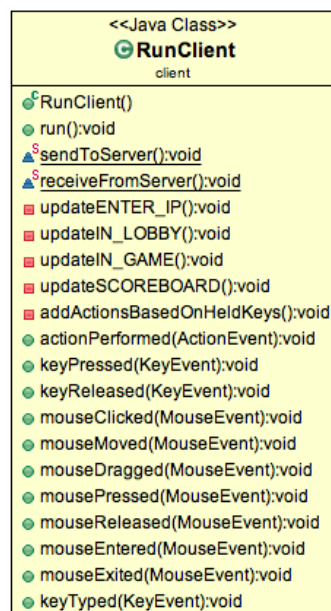 <<Java Class>>
C RunClient
client
C RunClient()
run():void
S sendToServer():void
S receiveFromServer():void
updateENTER_IP():void
updateIN_LOBBY():void
updateIN_GAME():void
updateSCOREBOARD():void
addActionsBasedOnHeldKeys():void
actionPerformed(ActionEvent):void
keyPressed(KeyEvent):void
keyReleased(KeyEvent):void
mouseClicked(MouseEvent):void
mouseMoved(MouseEvent):void
mouseDragged(MouseEvent):void
mousePressed(MouseEvent):void
mouseReleased(MouseEvent):void
mouseEntered(MouseEvent):void
mouseExited(MouseEvent):void
keyTyped(KeyEvent):void